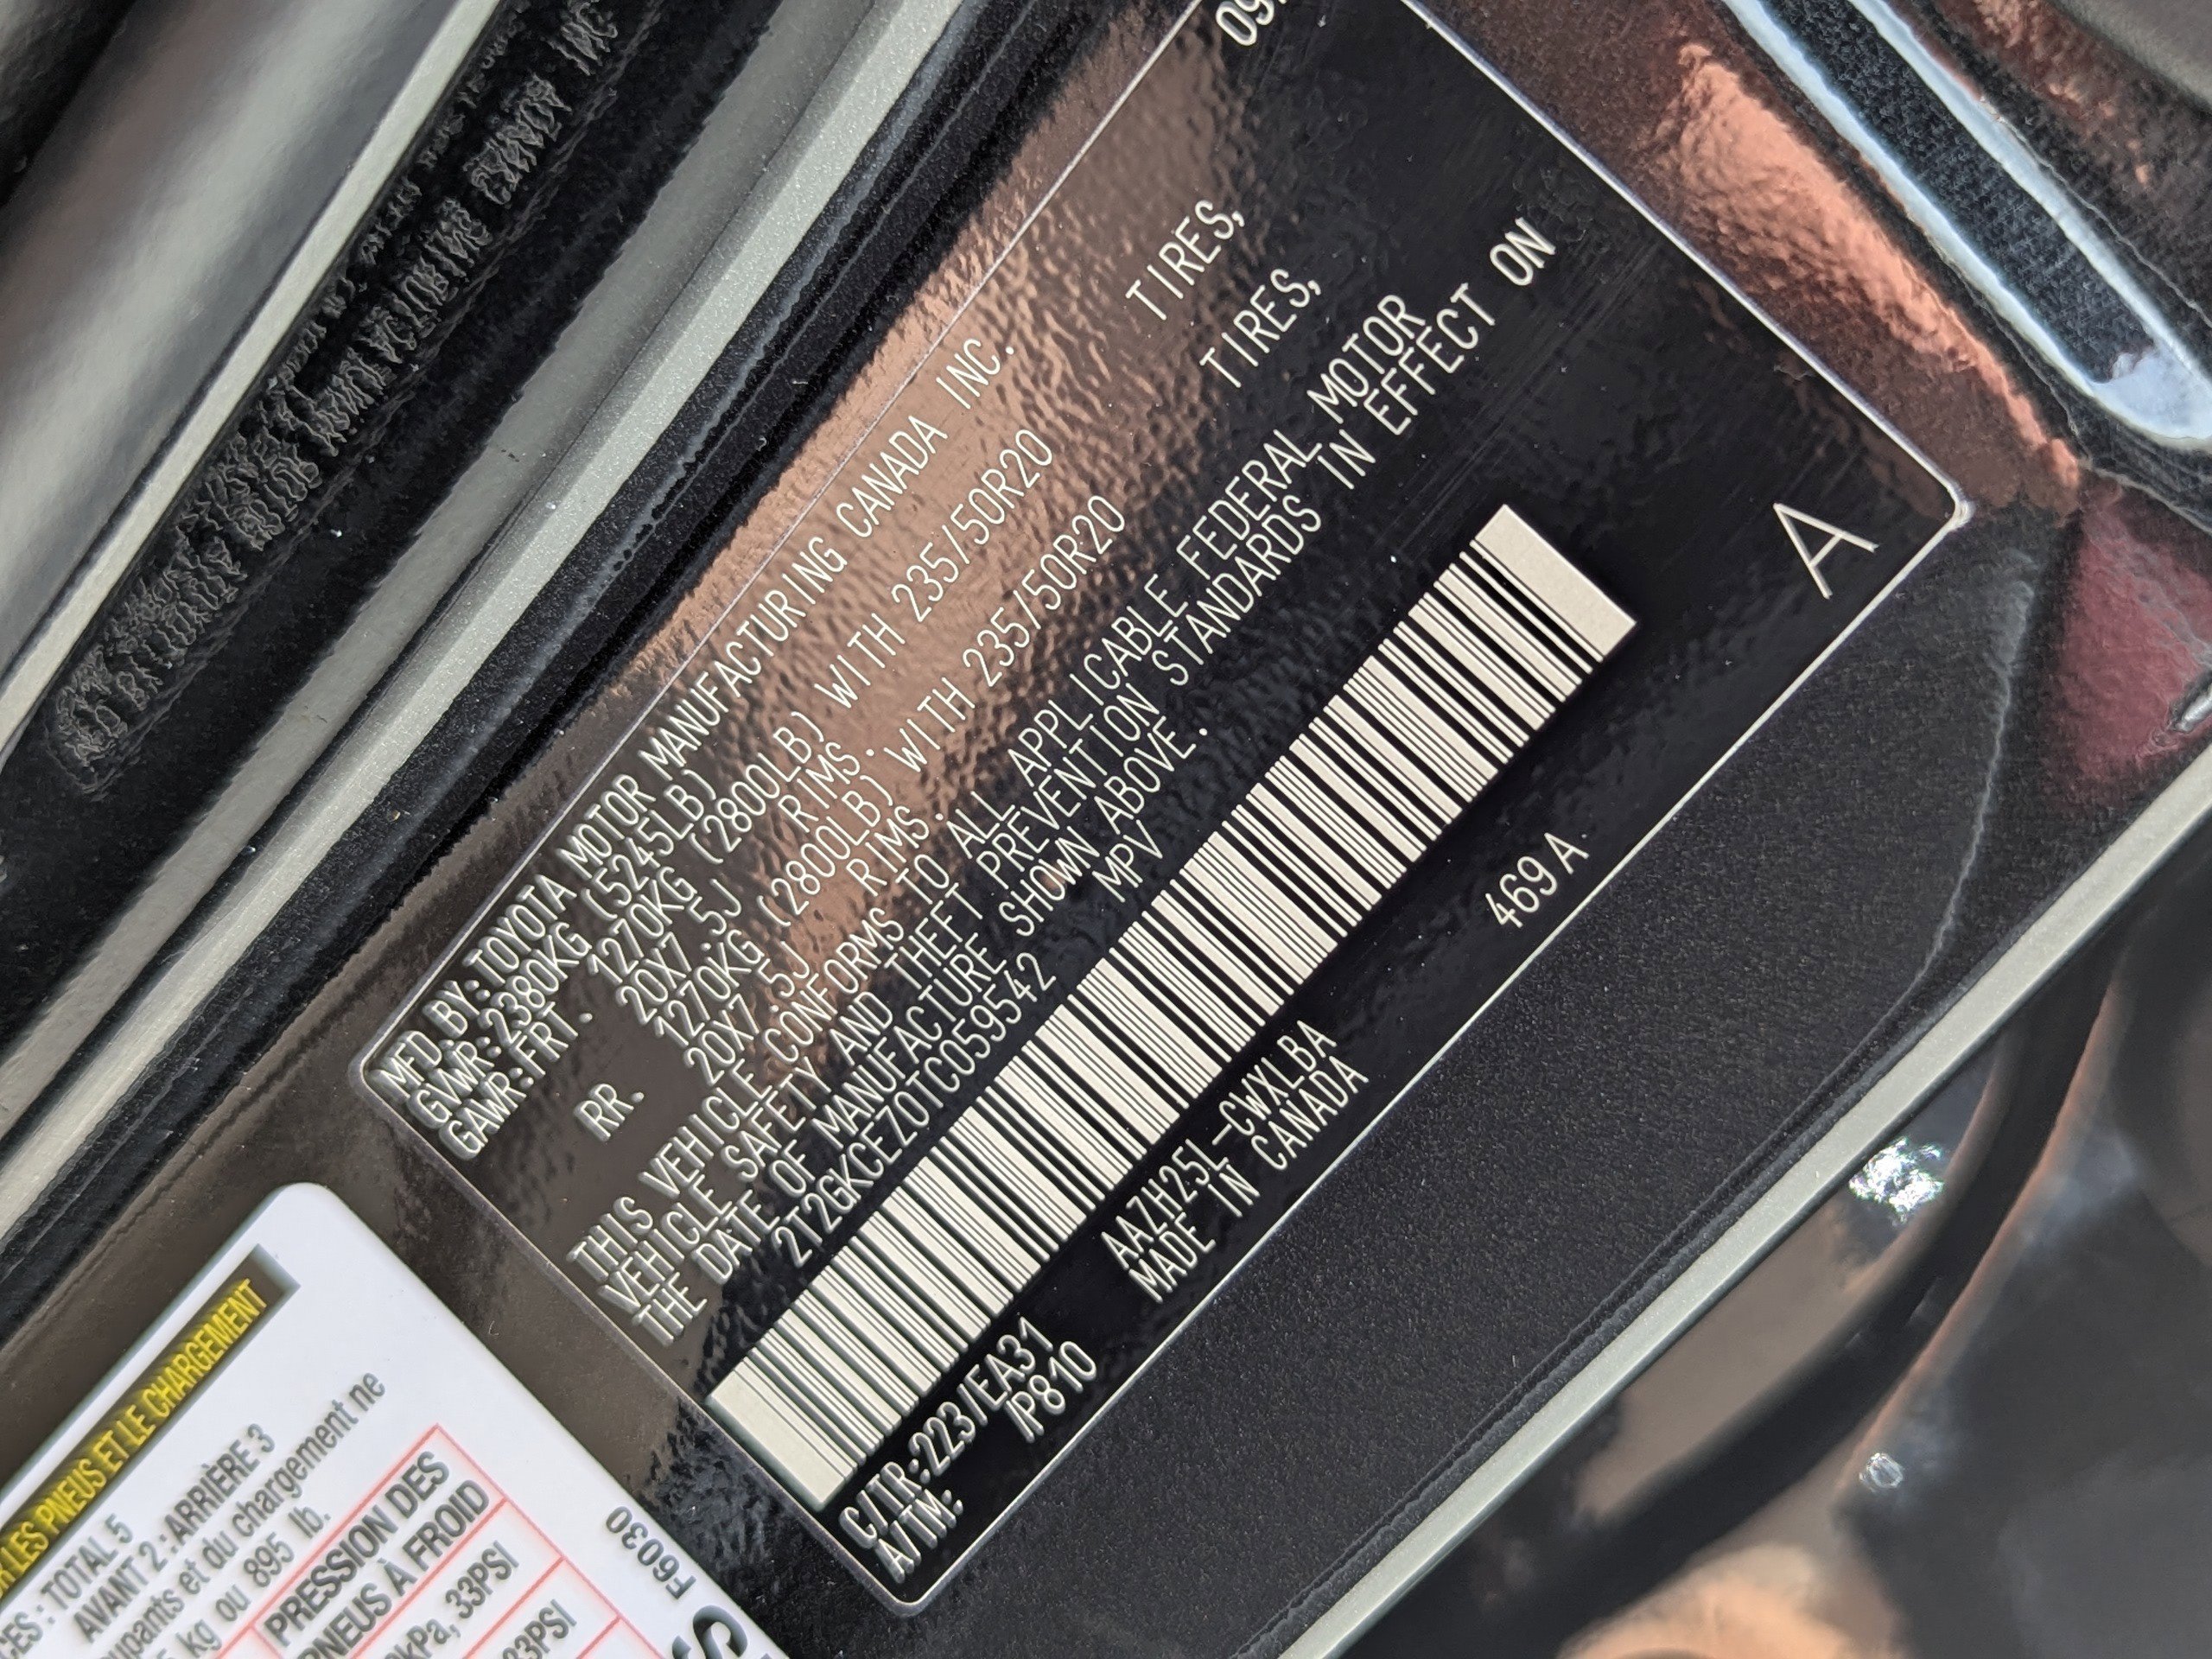 09/
MFD. BY:TOYOTA MOTOR MANUFACTURING CANADA INC.
GVWR:2380KG (5245LB)
GAWR:FRT. 1270KG (2800LB) WITH 235/50R20 TIRES,
20X7.5J RIMS.
RR. 1270KG (2800LB) WITH 235/50R20 TIRES,
20X7.5J RIMS.
THIS VEHICLE CONFORMS TO ALL APPLICABLE FEDERAL MOTOR
VEHICLE SAFETY AND THEFT PREVENTION STANDARDS IN EFFECT ON
THE DATE OF MANUFACTURE SHOWN ABOVE.
2T2GKCEZ0TC059542 MPV
C/TR:223/EA31 AAZH25L-CWXLBA 469A
A/TM: /P810 MADE IN CANADA
A
LES PNEUS ET LE CHARGEMENT
: TOTAL 5
AVANT 2 : ARRIÈRE 3
et du chargement ne
kg ou 895 lb.
PRESSION DES
PNEUS À FROID
kPa, 33PSI
33PSI
F6030